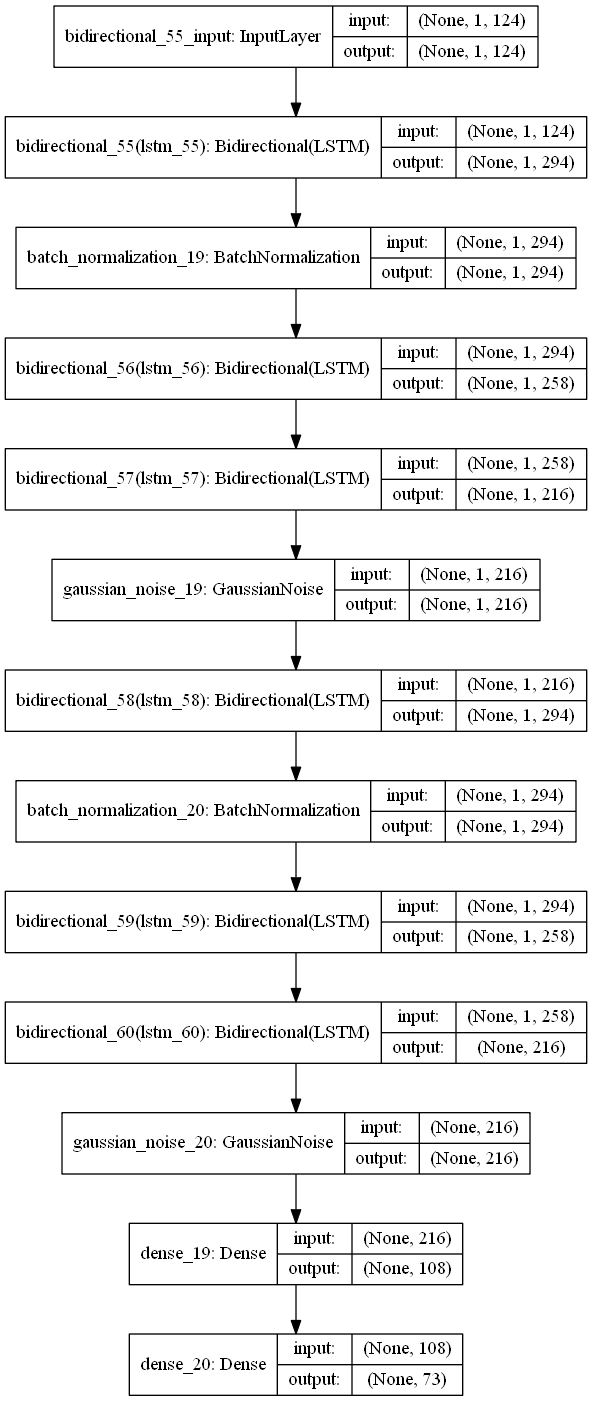 bidirectional_55_input: InputLayer
input: (None, 1, 124)
output: (None, 1, 124)
bidirectional_55(lstm_55): Bidirectional(LSTM)
input: (None, 1, 124)
output: (None, 1, 294)
batch_normalization_19: BatchNormalization
input: (None, 1, 294)
output: (None, 1, 294)
bidirectional_56(lstm_56): Bidirectional(LSTM)
input: (None, 1, 294)
output: (None, 1, 258)
bidirectional_57(lstm_57): Bidirectional(LSTM)
input: (None, 1, 258)
output: (None, 1, 216)
gaussian_noise_19: GaussianNoise
input: (None, 1, 216)
output: (None, 1, 216)
bidirectional_58(lstm_58): Bidirectional(LSTM)
input: (None, 1, 216)
output: (None, 1, 294)
batch_normalization_20: BatchNormalization
input: (None, 1, 294)
output: (None, 1, 294)
bidirectional_59(lstm_59): Bidirectional(LSTM)
input: (None, 1, 294)
output: (None, 1, 258)
bidirectional_60(lstm_60): Bidirectional(LSTM)
input: (None, 1, 258)
output: (None, 216)
gaussian_noise_20: GaussianNoise
input: (None, 216)
output: (None, 216)
dense_19: Dense
input: (None, 216)
output: (None, 108)
dense_20: Dense
input: (None, 108)
output: (None, 73)